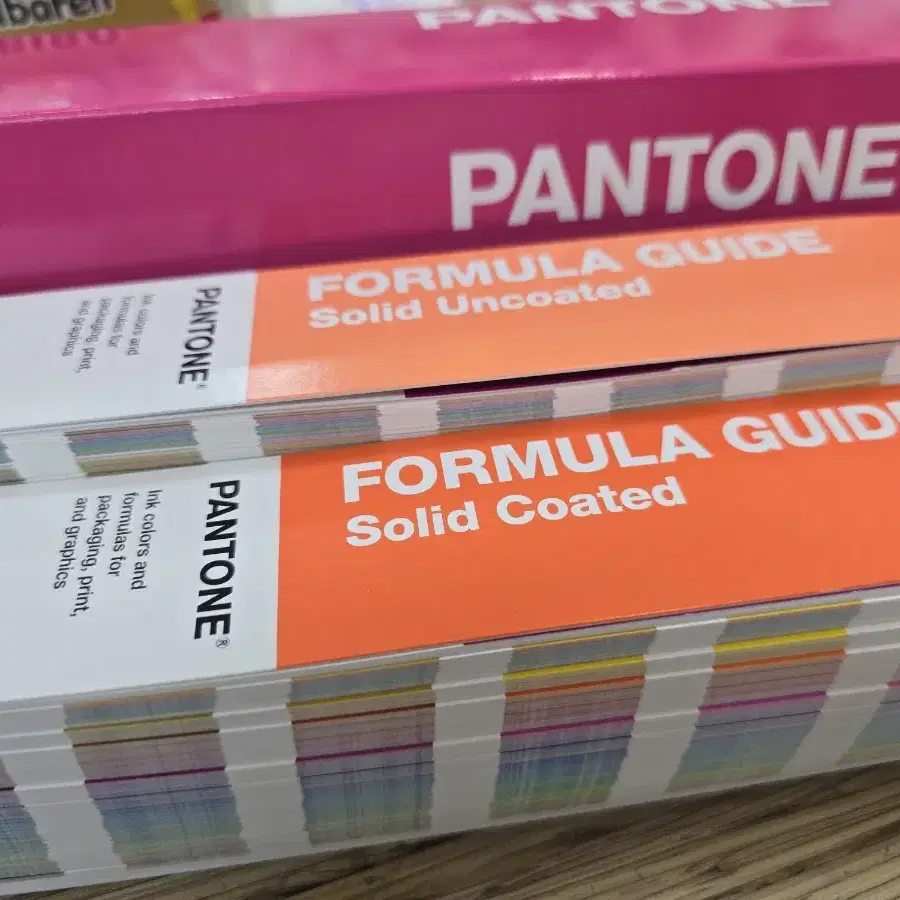 PANTONE
PANTONE
FORMULA GUIDE
Solid Uncoated
PANTONE®
Ink colors and
formulas for
packaging, print,
and graphics
FORMULA GUIDE
Solid Coated
PANTONE®
Ink colors and
formulas for
packaging, print,
and graphics